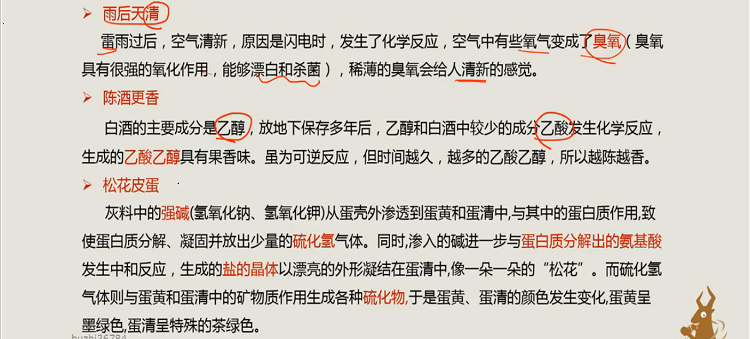 雨后天清
雷雨过后，空气清新，原因是闪电时，发生了化学反应，空气中有些氧气变成了臭氧（臭氧
具有很强的氧化作用，能够漂白和杀菌），稀薄的臭氧会给人清新的感觉。
陈酒更香
白酒的主要成分是乙醇，放地下保存多年后，乙醇和白酒中较少的成分乙酸发生化学反应，
生成的乙酸乙醇具有果香味。虽为可逆反应，但时间越久，越多的乙酸乙醇，所以越陈越香。
松花皮蛋
灰料中的强碱(氢氧化钠、氢氧化钾)从蛋壳外渗透到蛋黄和蛋清中,与其中的蛋白质作用,致
使蛋白质分解、凝固并放出少量的硫化氢气体。同时,渗入的碱进一步与蛋白质分解出的氨基酸
发生中和反应，生成的盐的晶体以漂亮的外形凝结在蛋清中,像一朵一朵的“松花”。而硫化氢
气体则与蛋黄和蛋清中的矿物质作用生成各种硫化物,于是蛋黄、蛋清的颜色发生变化,蛋黄呈
墨绿色,蛋清呈特殊的茶绿色。